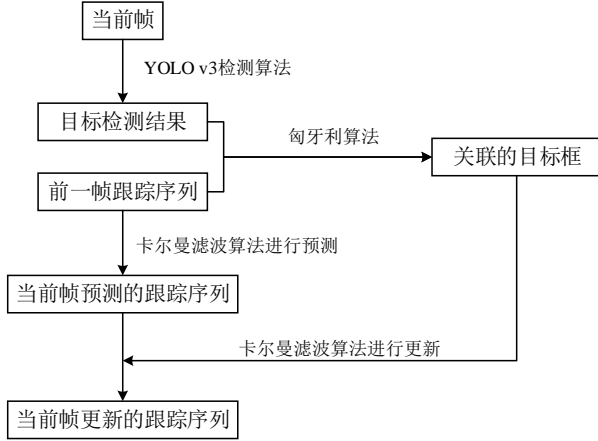 当前帧
YOLO v3检测算法
目标检测结果
匈牙利算法
关联的目标框
前一帧跟踪序列
卡尔曼滤波算法进行预测
当前帧预测的跟踪序列
卡尔曼滤波算法进行更新
当前帧更新的跟踪序列